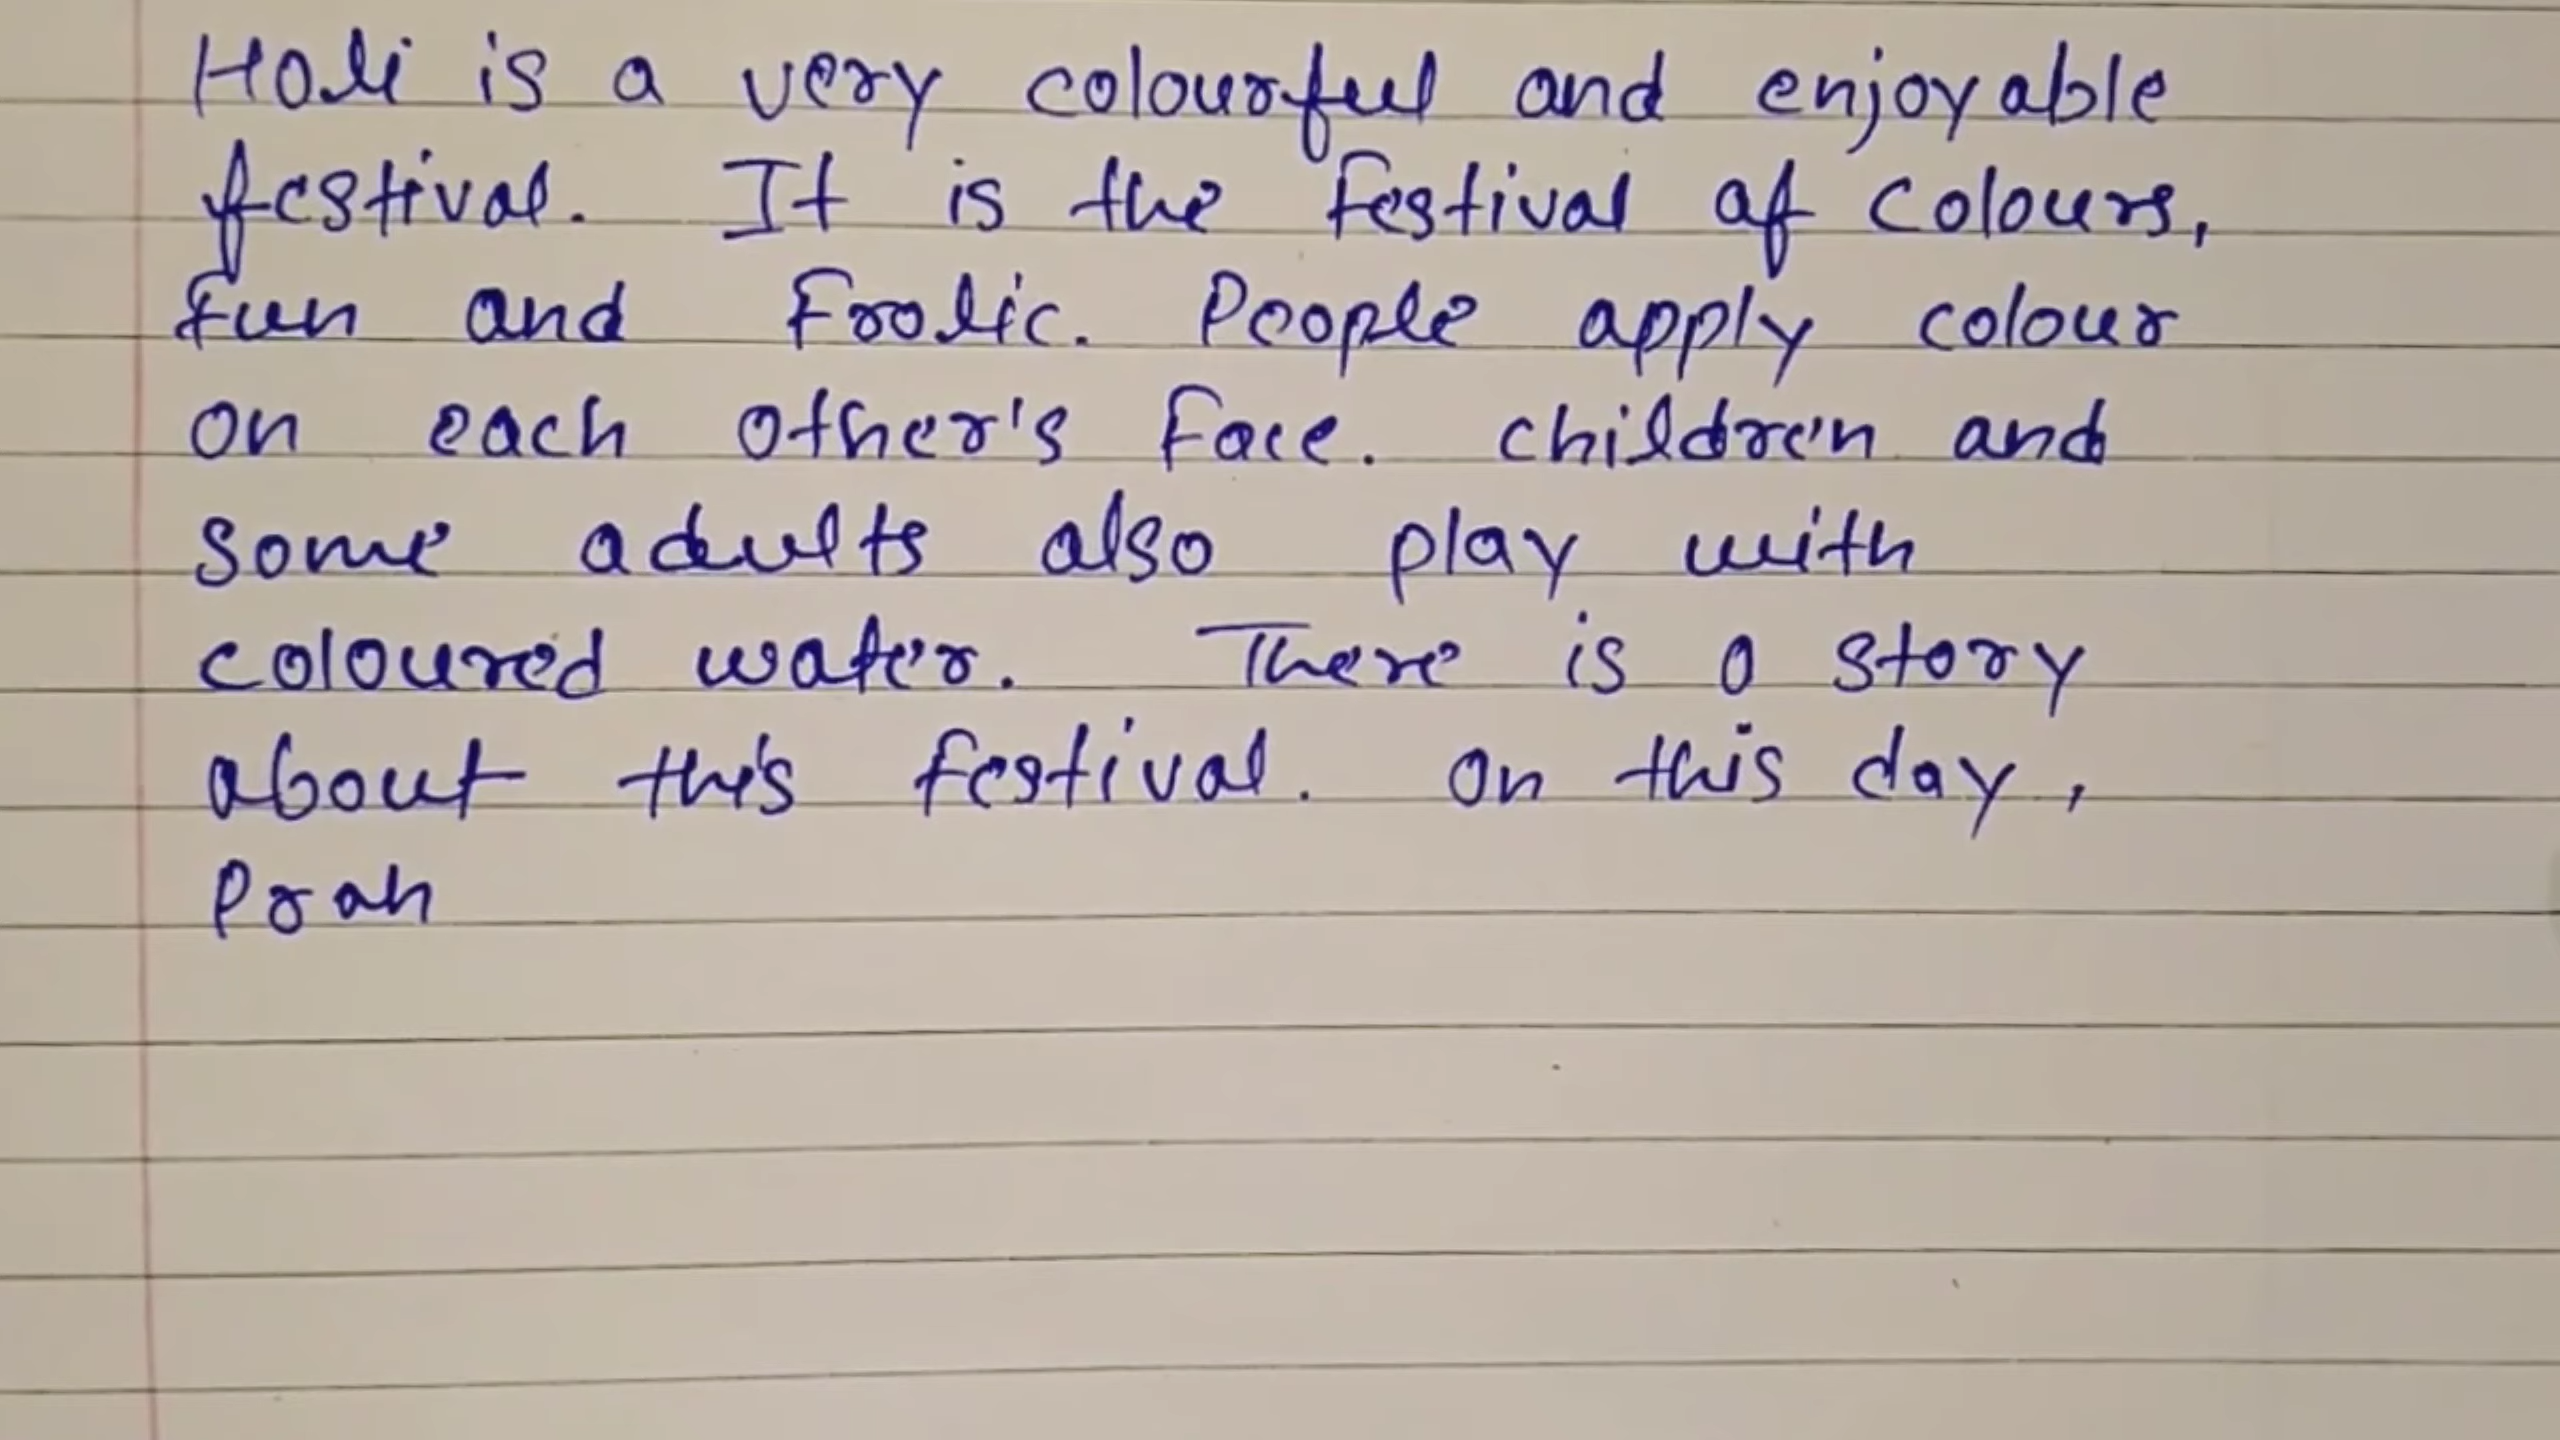 Holi is a very colourful and enjoyable
festival. It is the festival of colours,
fun and Frolic. People apply colour
on each other's face. children and
some adults also play with
coloured water. There is a story
about this festival. on this day,
Prah